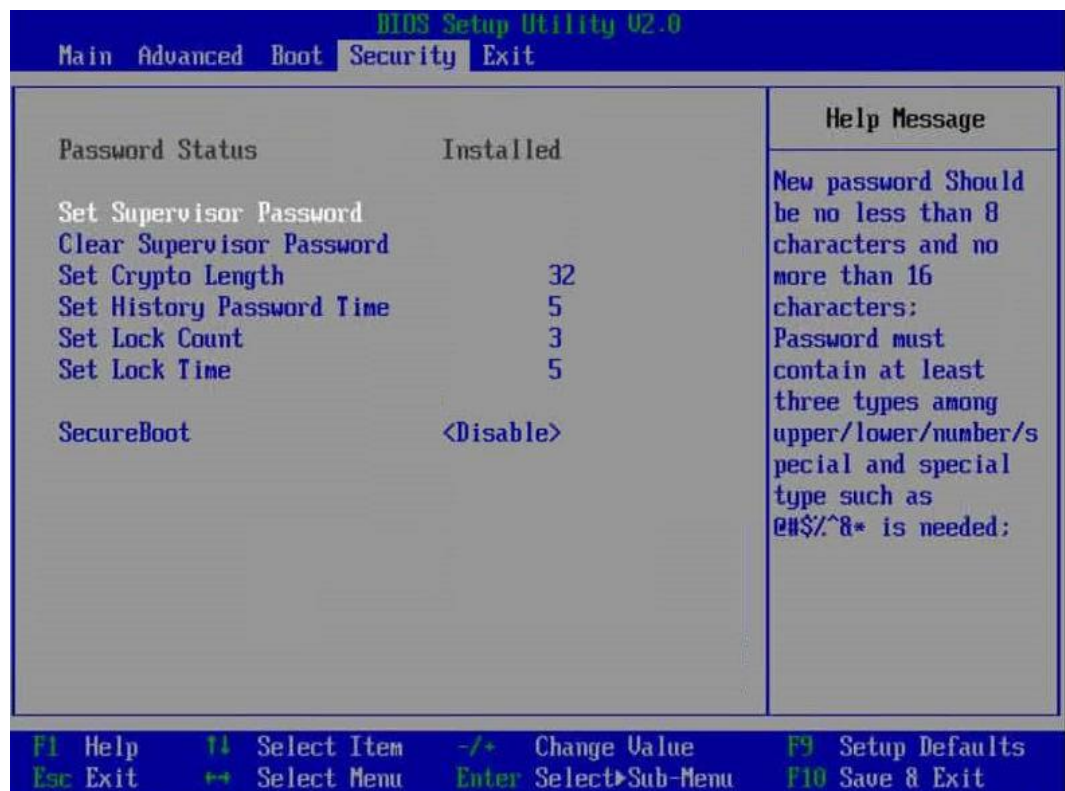 BIOS Setup Utility V2.0
Main Advanced Boot Security Exit
Password Status Installed
Set Supervisor Password
Clear Supervisor Password
Set Crypto Length 32
Set History Password Time 5
Set Lock Count 3
Set Lock Time 5
SecureBoot <Disable>
Help Message
New password Should
be no less than 8
characters and no
more than 16
characters;
Password must
contain at least
three types among
upper/lower/number/s
pecial and special
type such as
@#$%^&* is needed;
F1 Help ↑↓ Select Item -/+ Change Value F9 Setup Defaults
Esc Exit ←→ Select Menu Enter Select▶Sub-Menu F10 Save & Exit